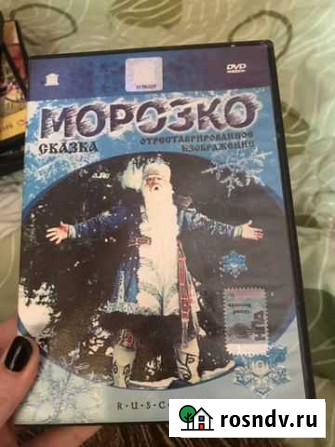 DVD
МОРОЗКО
СКАЗКА
ОТРЕСТАВРИРОВАННОЕ
ИЗОБРАЖЕНИЕ
R·U·S·C
rosndv.ru